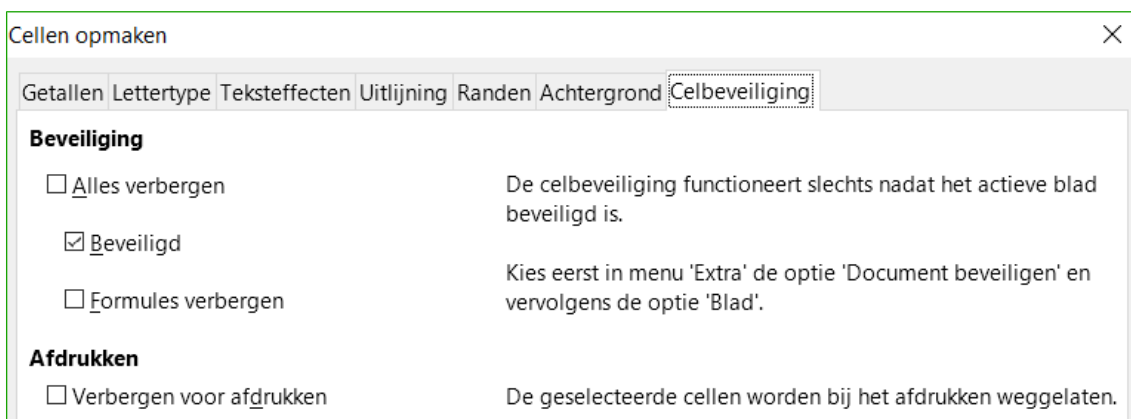 Cellen opmaken
Getallen Lettertype Teksteffecten Uitlijning Randen Achtergrond Celbeveiliging
Beveiliging
Alles verbergen
De celbeveiliging functioneert slechts nadat het actieve blad
beveiligd is.
Beveiligd
Kies eerst in menu 'Extra' de optie 'Document beveiligen' en
vervolgens de optie 'Blad'.
Formules verbergen
Afdrukken
Verbergen voor afdrukken
De geselecteerde cellen worden bij het afdrukken weggelaten.